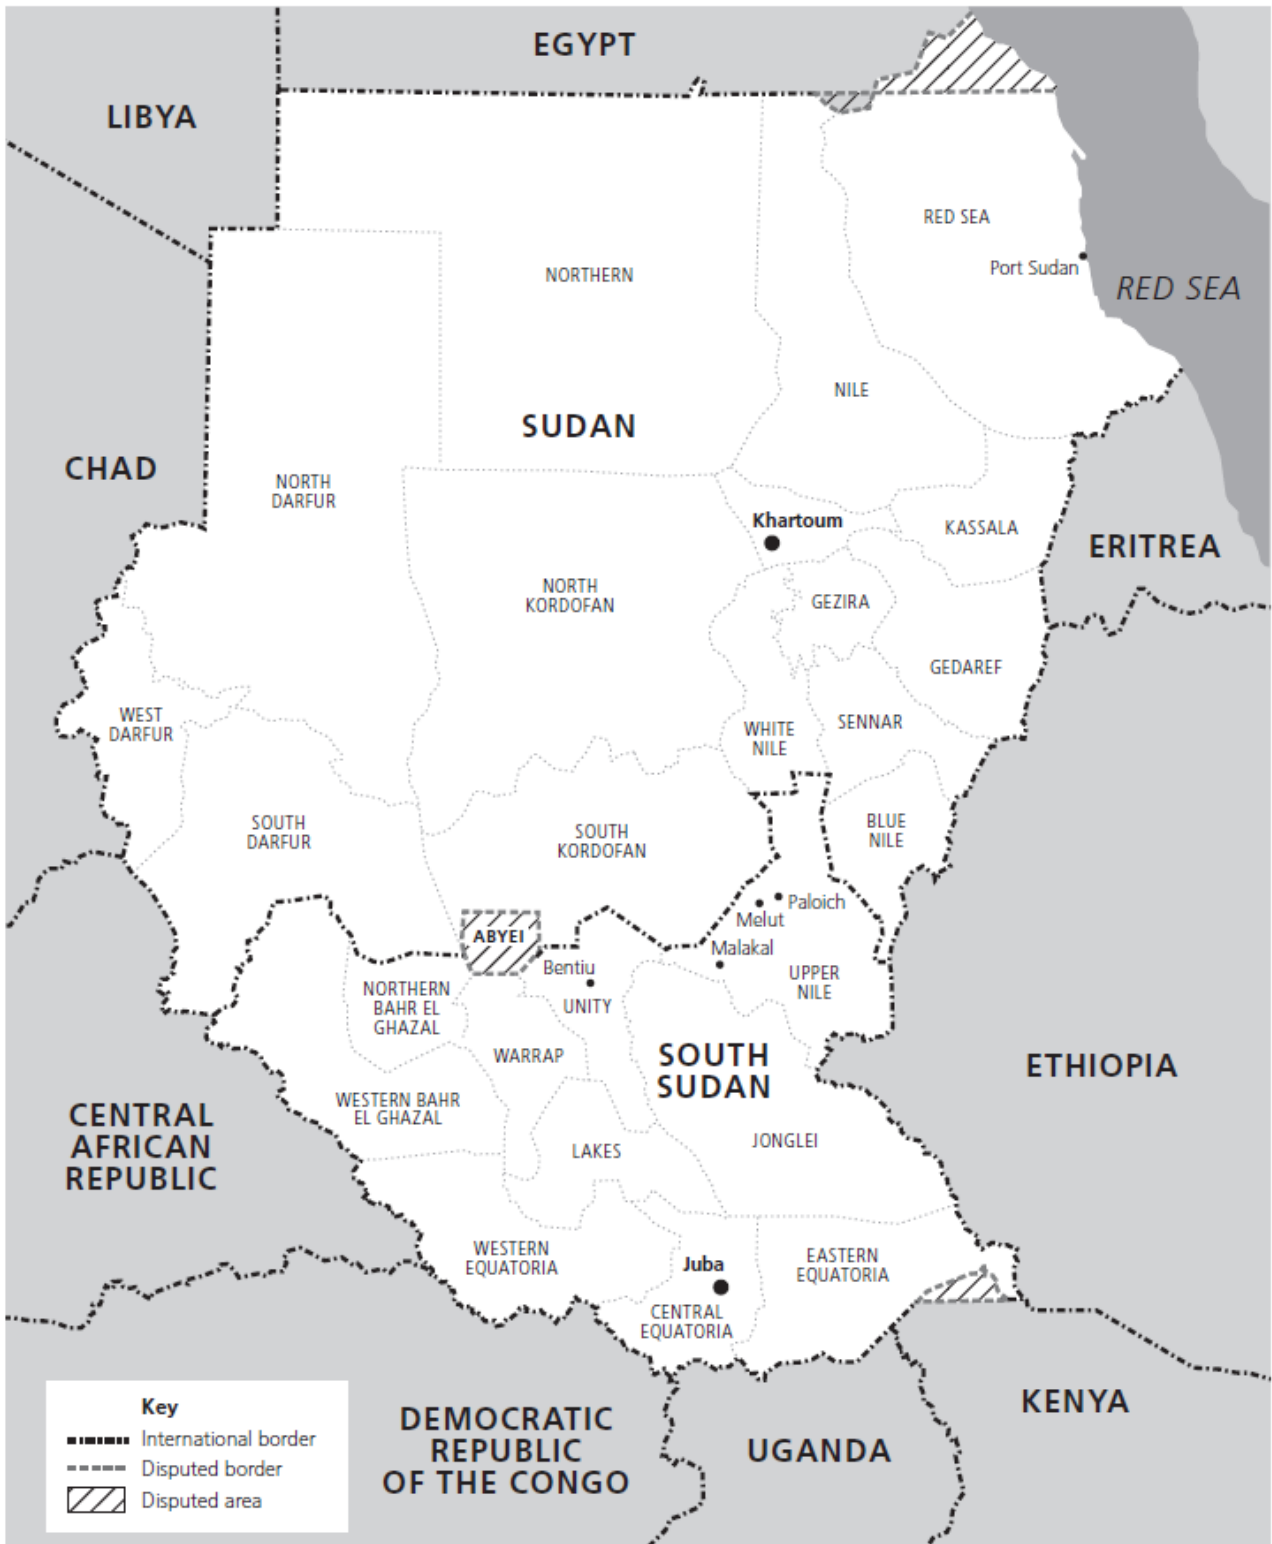 EGYPT
LIBYA
RED SEA
Port Sudan
RED SEA
NORTHERN
NILE
SUDAN
CHAD
NORTH
DARFUR
Khartoum
KASSALA
ERITREA
NORTH
KORDOFAN
GEZIRA
GEDAREF
WEST
DARFUR
WHITE
NILE
SENNAR
SOUTH
DARFUR
SOUTH
KORDOFAN
BLUE
NILE
Paloich
Melut
ABYEI
Malakal
Bentiu
UPPER
NILE
NORTHERN
BAHR EL
GHAZAL
UNITY
WARRAP
SOUTH
SUDAN
ETHIOPIA
WESTERN BAHR
EL GHAZAL
CENTRAL
AFRICAN
REPUBLIC
LAKES
JONGLEI
WESTERN
EQUATORIA
Juba
EASTERN
EQUATORIA
CENTRAL
EQUATORIA
KENYA
DEMOCRATIC
REPUBLIC
OF THE CONGO
UGANDA
Key
International border
Disputed border
Disputed area